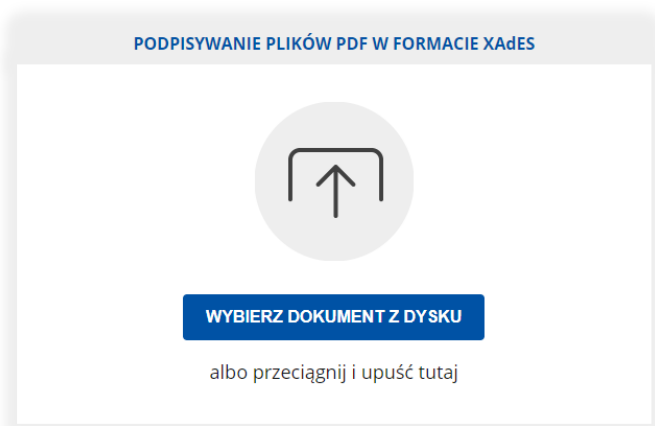 PODPISYWANIE PLIKÓW PDF W FORMACIE XAdES
WYBIERZ DOKUMENT Z DYSKU
albo przeciągnij i upuść tutaj